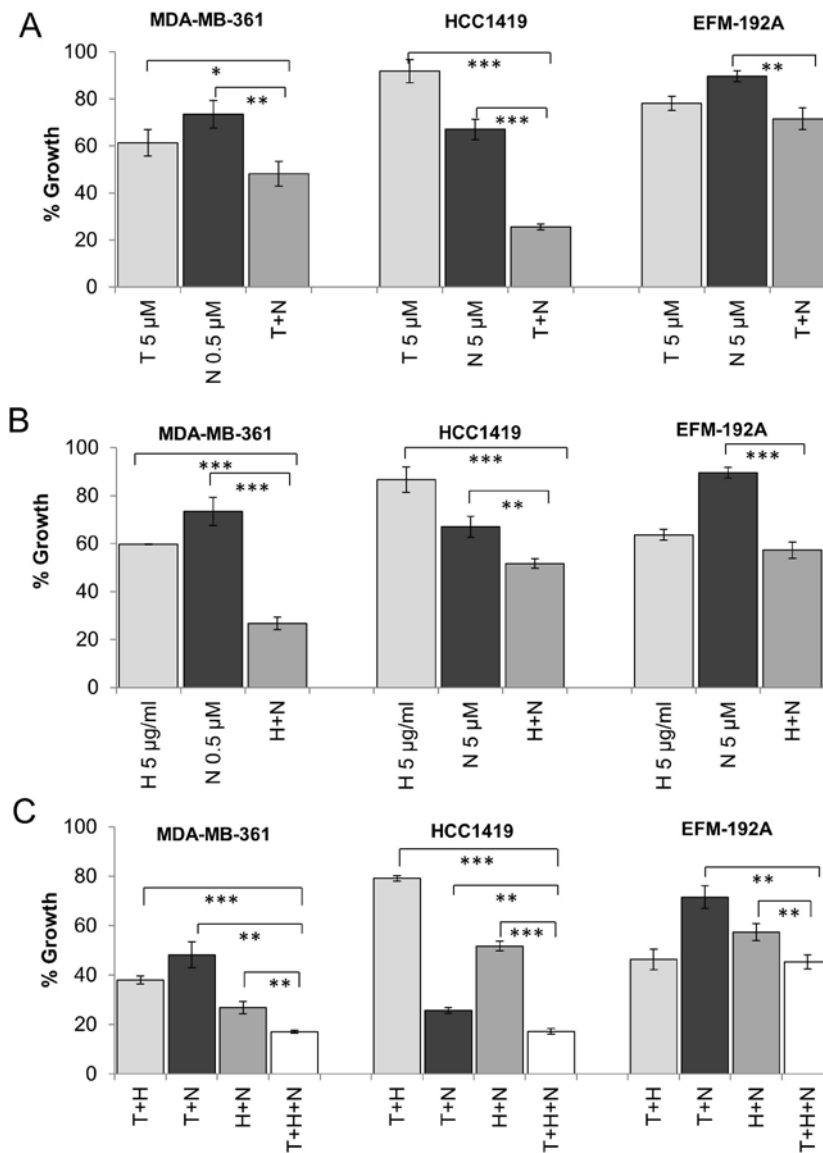 A
MDA-MB-361 HCC1419 EFM-192A
% Growth
100
80
60
40
20
0
* ** *** *** **
T 5 µM N 0.5 µM T+N T 5 µM N 5 µM T+N T 5 µM N 5 µM T+N
B
MDA-MB-361 HCC1419 EFM-192A
% Growth
100
80
60
40
20
0
*** *** *** ** ***
H 5 µg/ml N 0.5 µM H+N H 5 µg/ml N 5 µM H+N H 5 µg/ml N 5 µM H+N
C
MDA-MB-361 HCC1419 EFM-192A
% Growth
100
80
60
40
20
0
*** ** ** *** ** *** ** **
T+H T+N H+N T+H+N T+H T+N H+N T+H+N T+H T+N H+N T+H+N